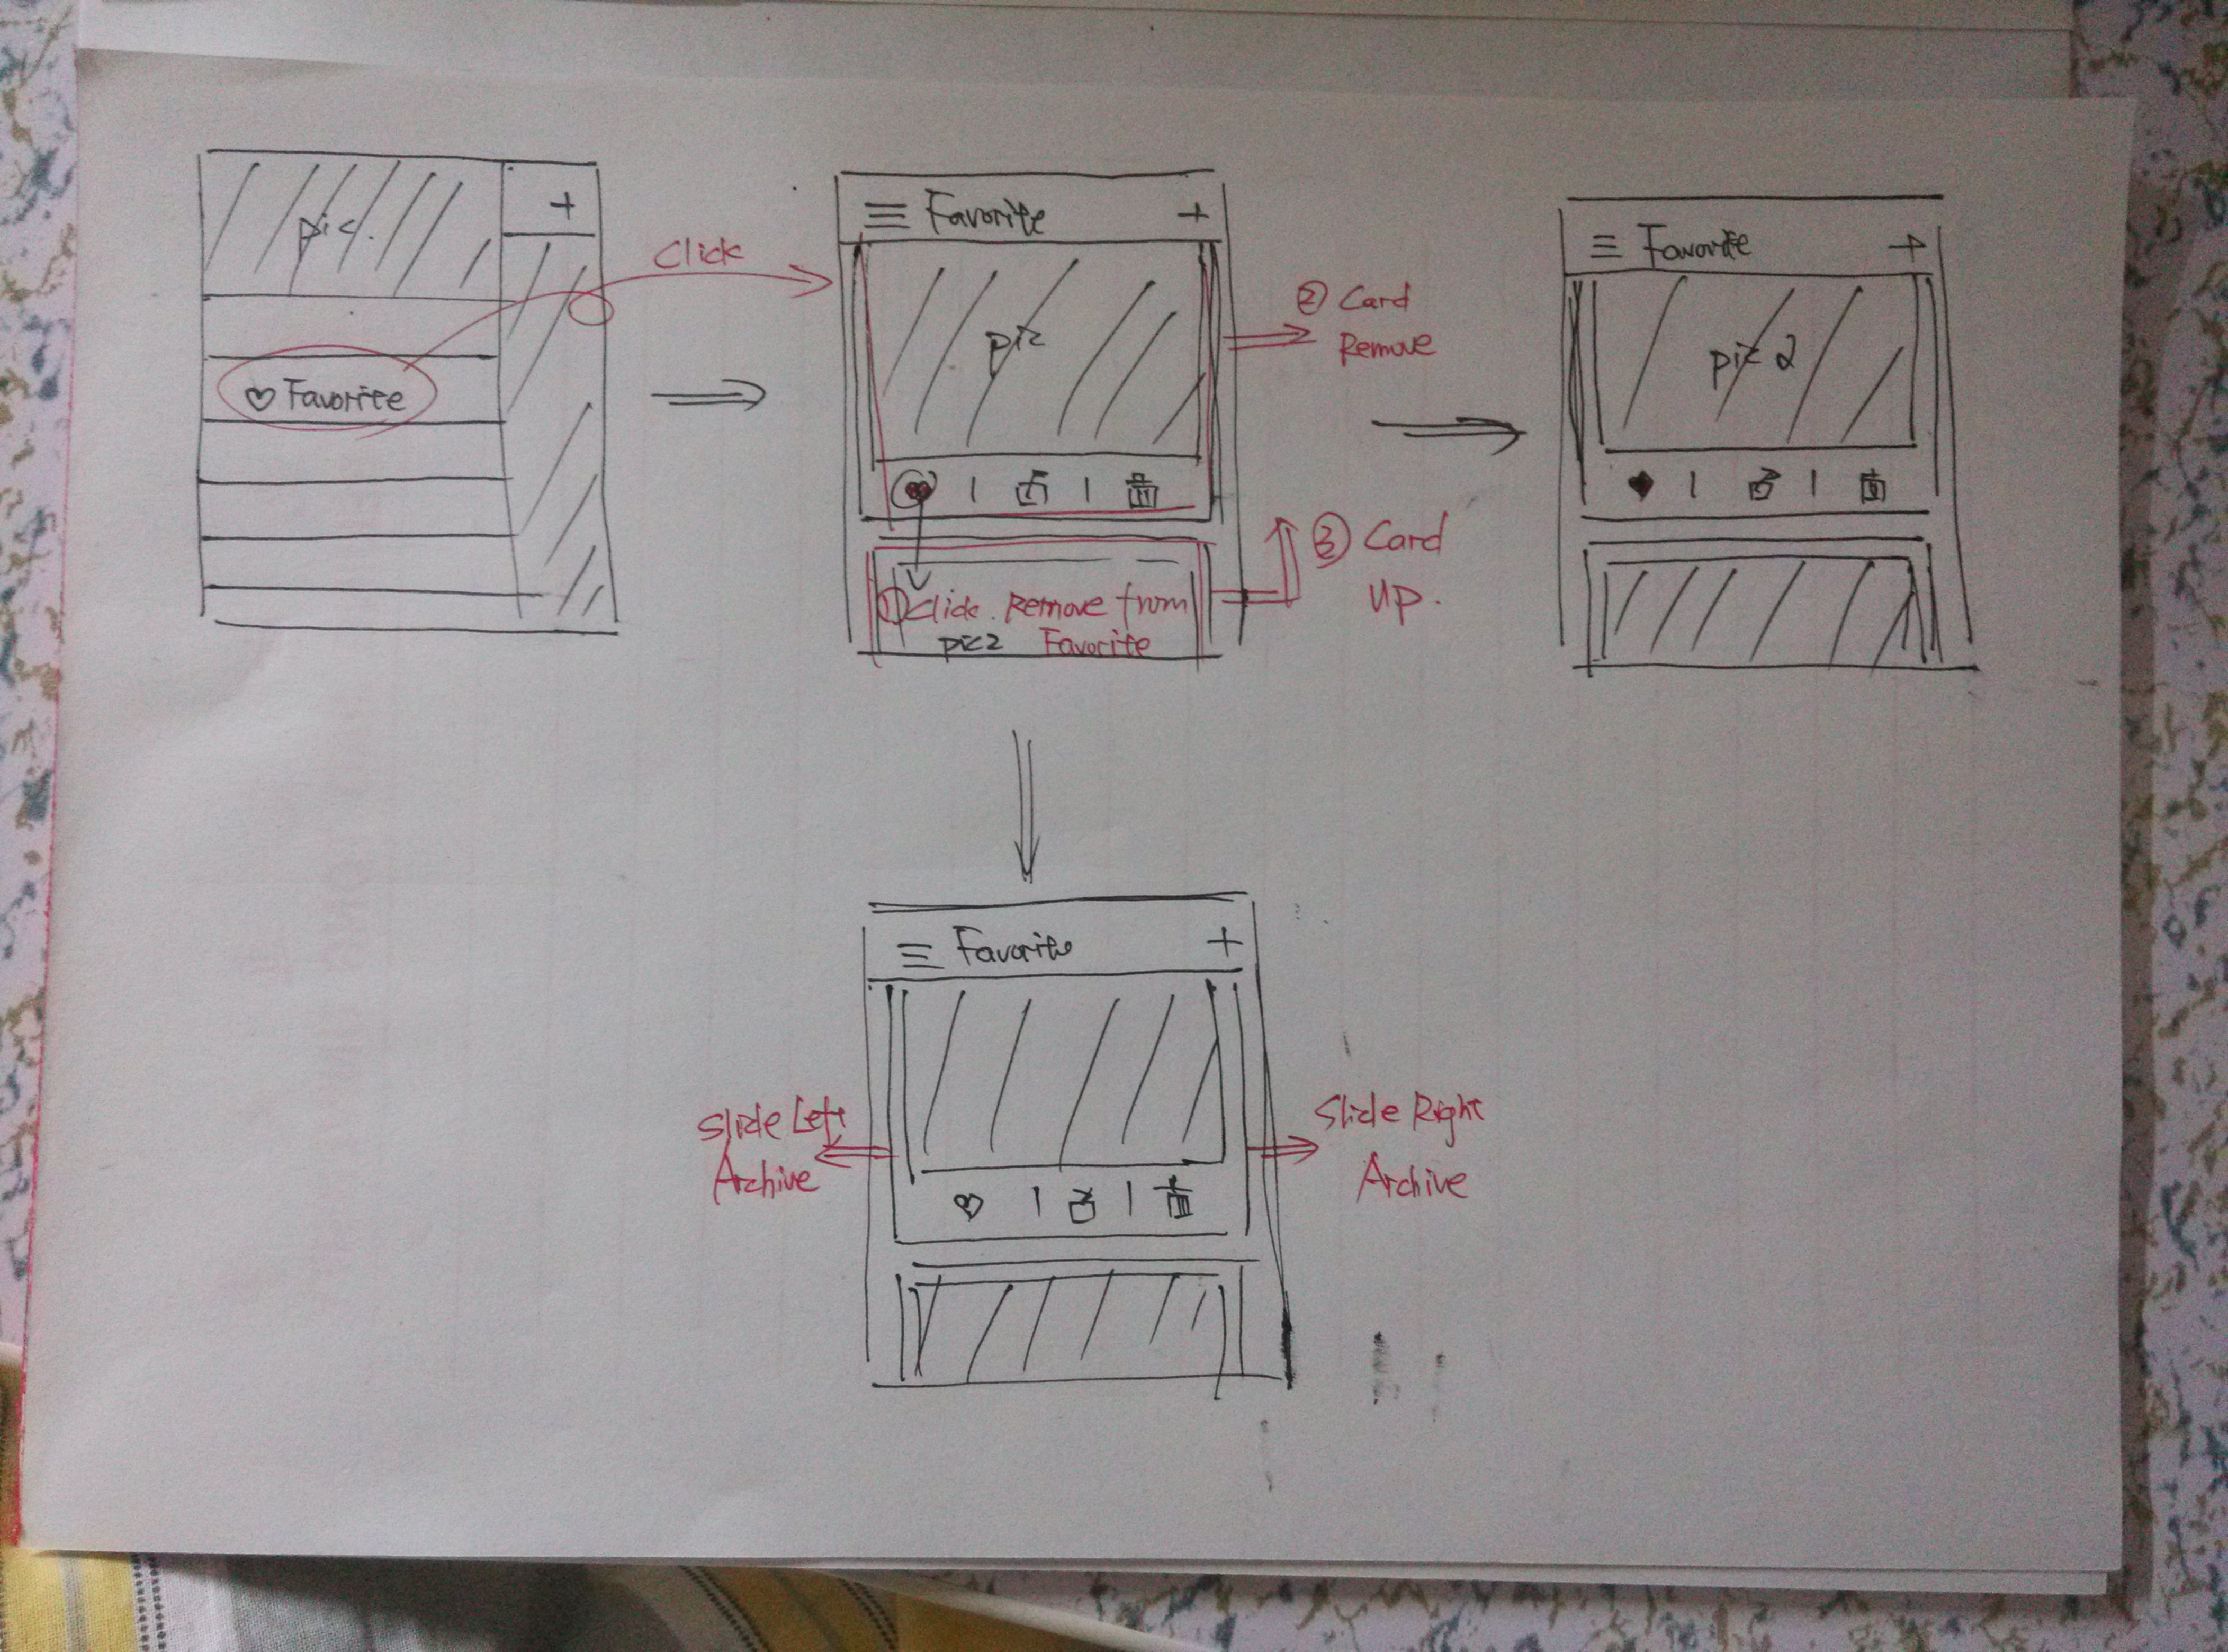 pic.
+
Favorite
Click
Favorite +
pic
② Card
Remove
① Click. Remove from
pic2 Favorite
③ Card
UP.
Favorite +
pic 2
Favorite +
Slide Left
Archive
Slide Right
Archive